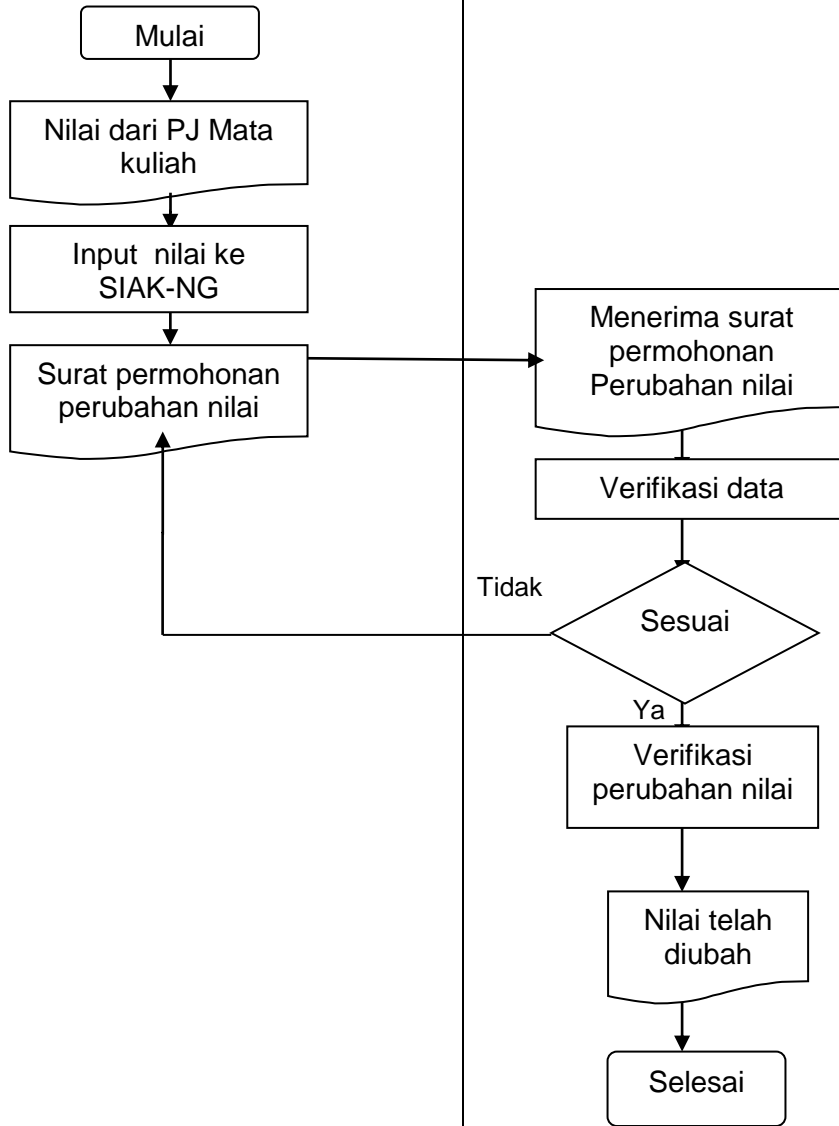 Mulai
Nilai dari PJ Mata
kuliah
Input nilai ke
SIAK-NG
Surat permohonan
perubahan nilai
Menerima surat
permohonan
Perubahan nilai
Verifikasi data
Tidak
Sesuai
Ya
Verifikasi
perubahan nilai
Nilai telah
diubah
Selesai